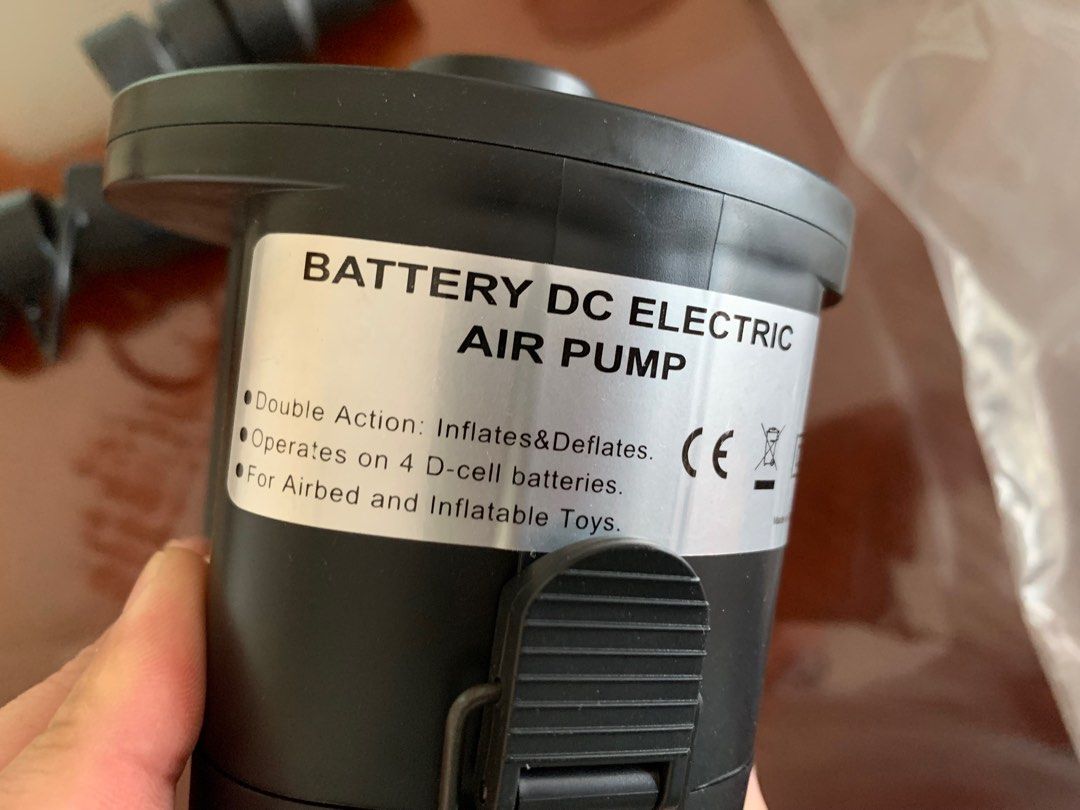 BATTERY DC ELECTRIC
AIR PUMP
•Double Action: Inflates&Deflates.
•Operates on 4 D-cell batteries.
•For Airbed and Inflatable Toys.
CE